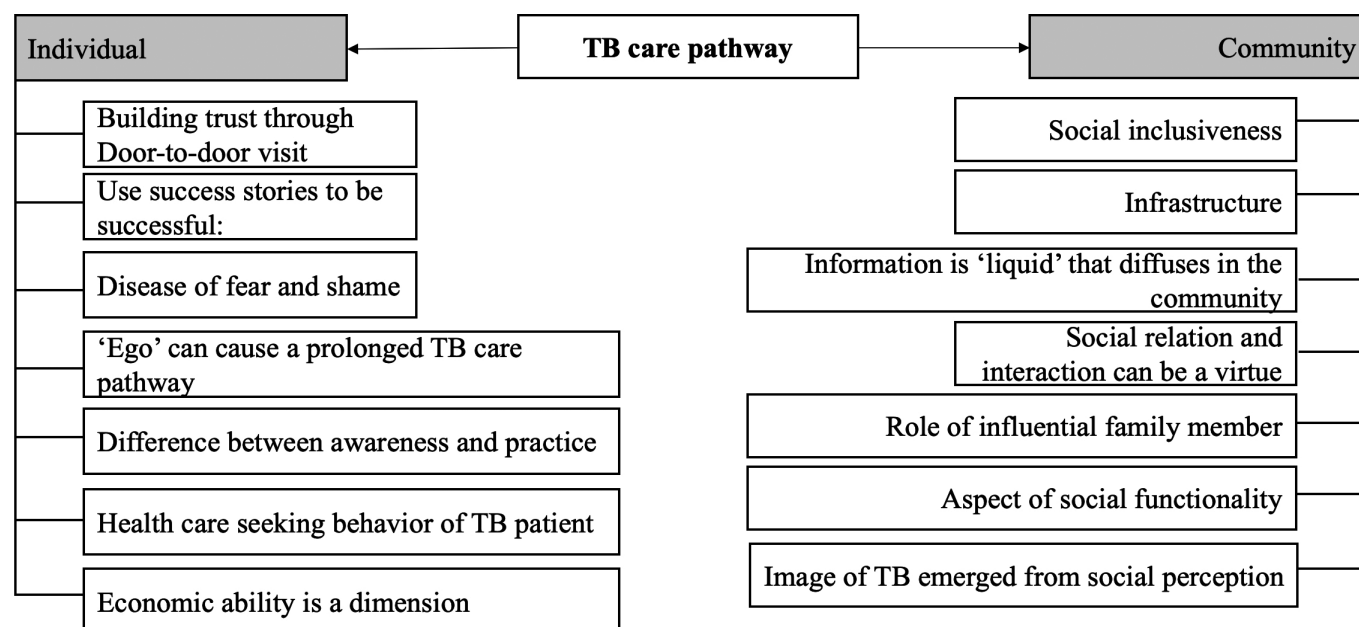 Individual
TB care pathway
Community
Building trust through
Door-to-door visit
Use success stories to be
successful:
Disease of fear and shame
‘Ego’ can cause a prolonged TB care
pathway
Difference between awareness and practice
Health care seeking behavior of TB patient
Economic ability is a dimension
Social inclusiveness
Infrastructure
Information is ‘liquid’ that diffuses in the
community
Social relation and
interaction can be a virtue
Role of influential family member
Aspect of social functionality
Image of TB emerged from social perception